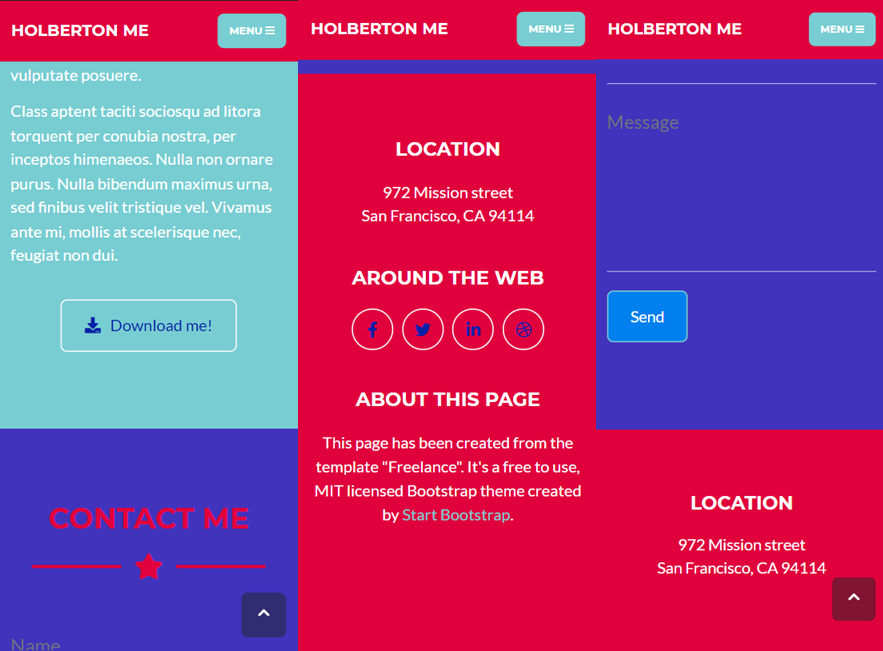 HOLBERTON ME
MENU
vulputate posuere.
Class aptent taciti sociosqu ad litora
torquent per conubia nostra, per
inceptos himenaeos. Nulla non ornare
purus. Nulla bibendum maximus urna,
sed finibus velit tristique vel. Vivamus
ante mi, mollis at scelerisque nec,
feugiat non dui.
Download me!
CONTACT ME
Name
HOLBERTON ME
MENU
LOCATION
972 Mission street
San Francisco, CA 94114
AROUND THE WEB
ABOUT THIS PAGE
This page has been created from the
template "Freelance". It's a free to use,
MIT licensed Bootstrap theme created
by Start Bootstrap.
HOLBERTON ME
MENU
Message
Send
LOCATION
972 Mission street
San Francisco, CA 94114